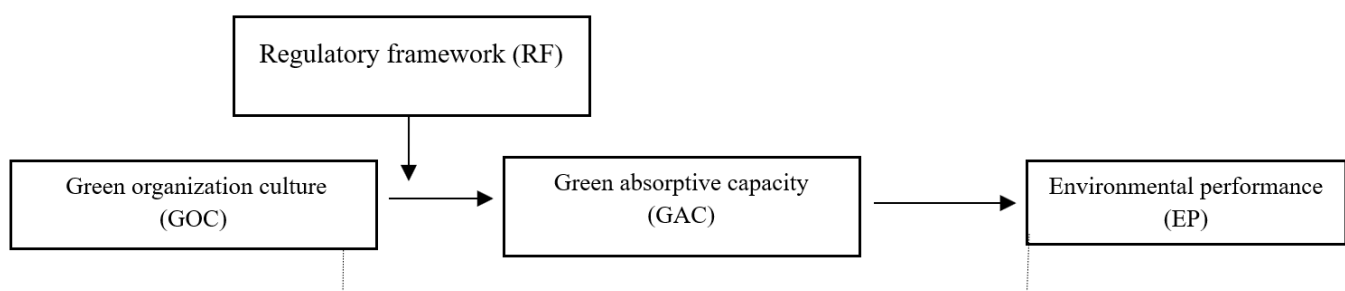 Regulatory framework (RF)
Green organization culture
(GOC)
Green absorptive capacity
(GAC)
Environmental performance
(EP)